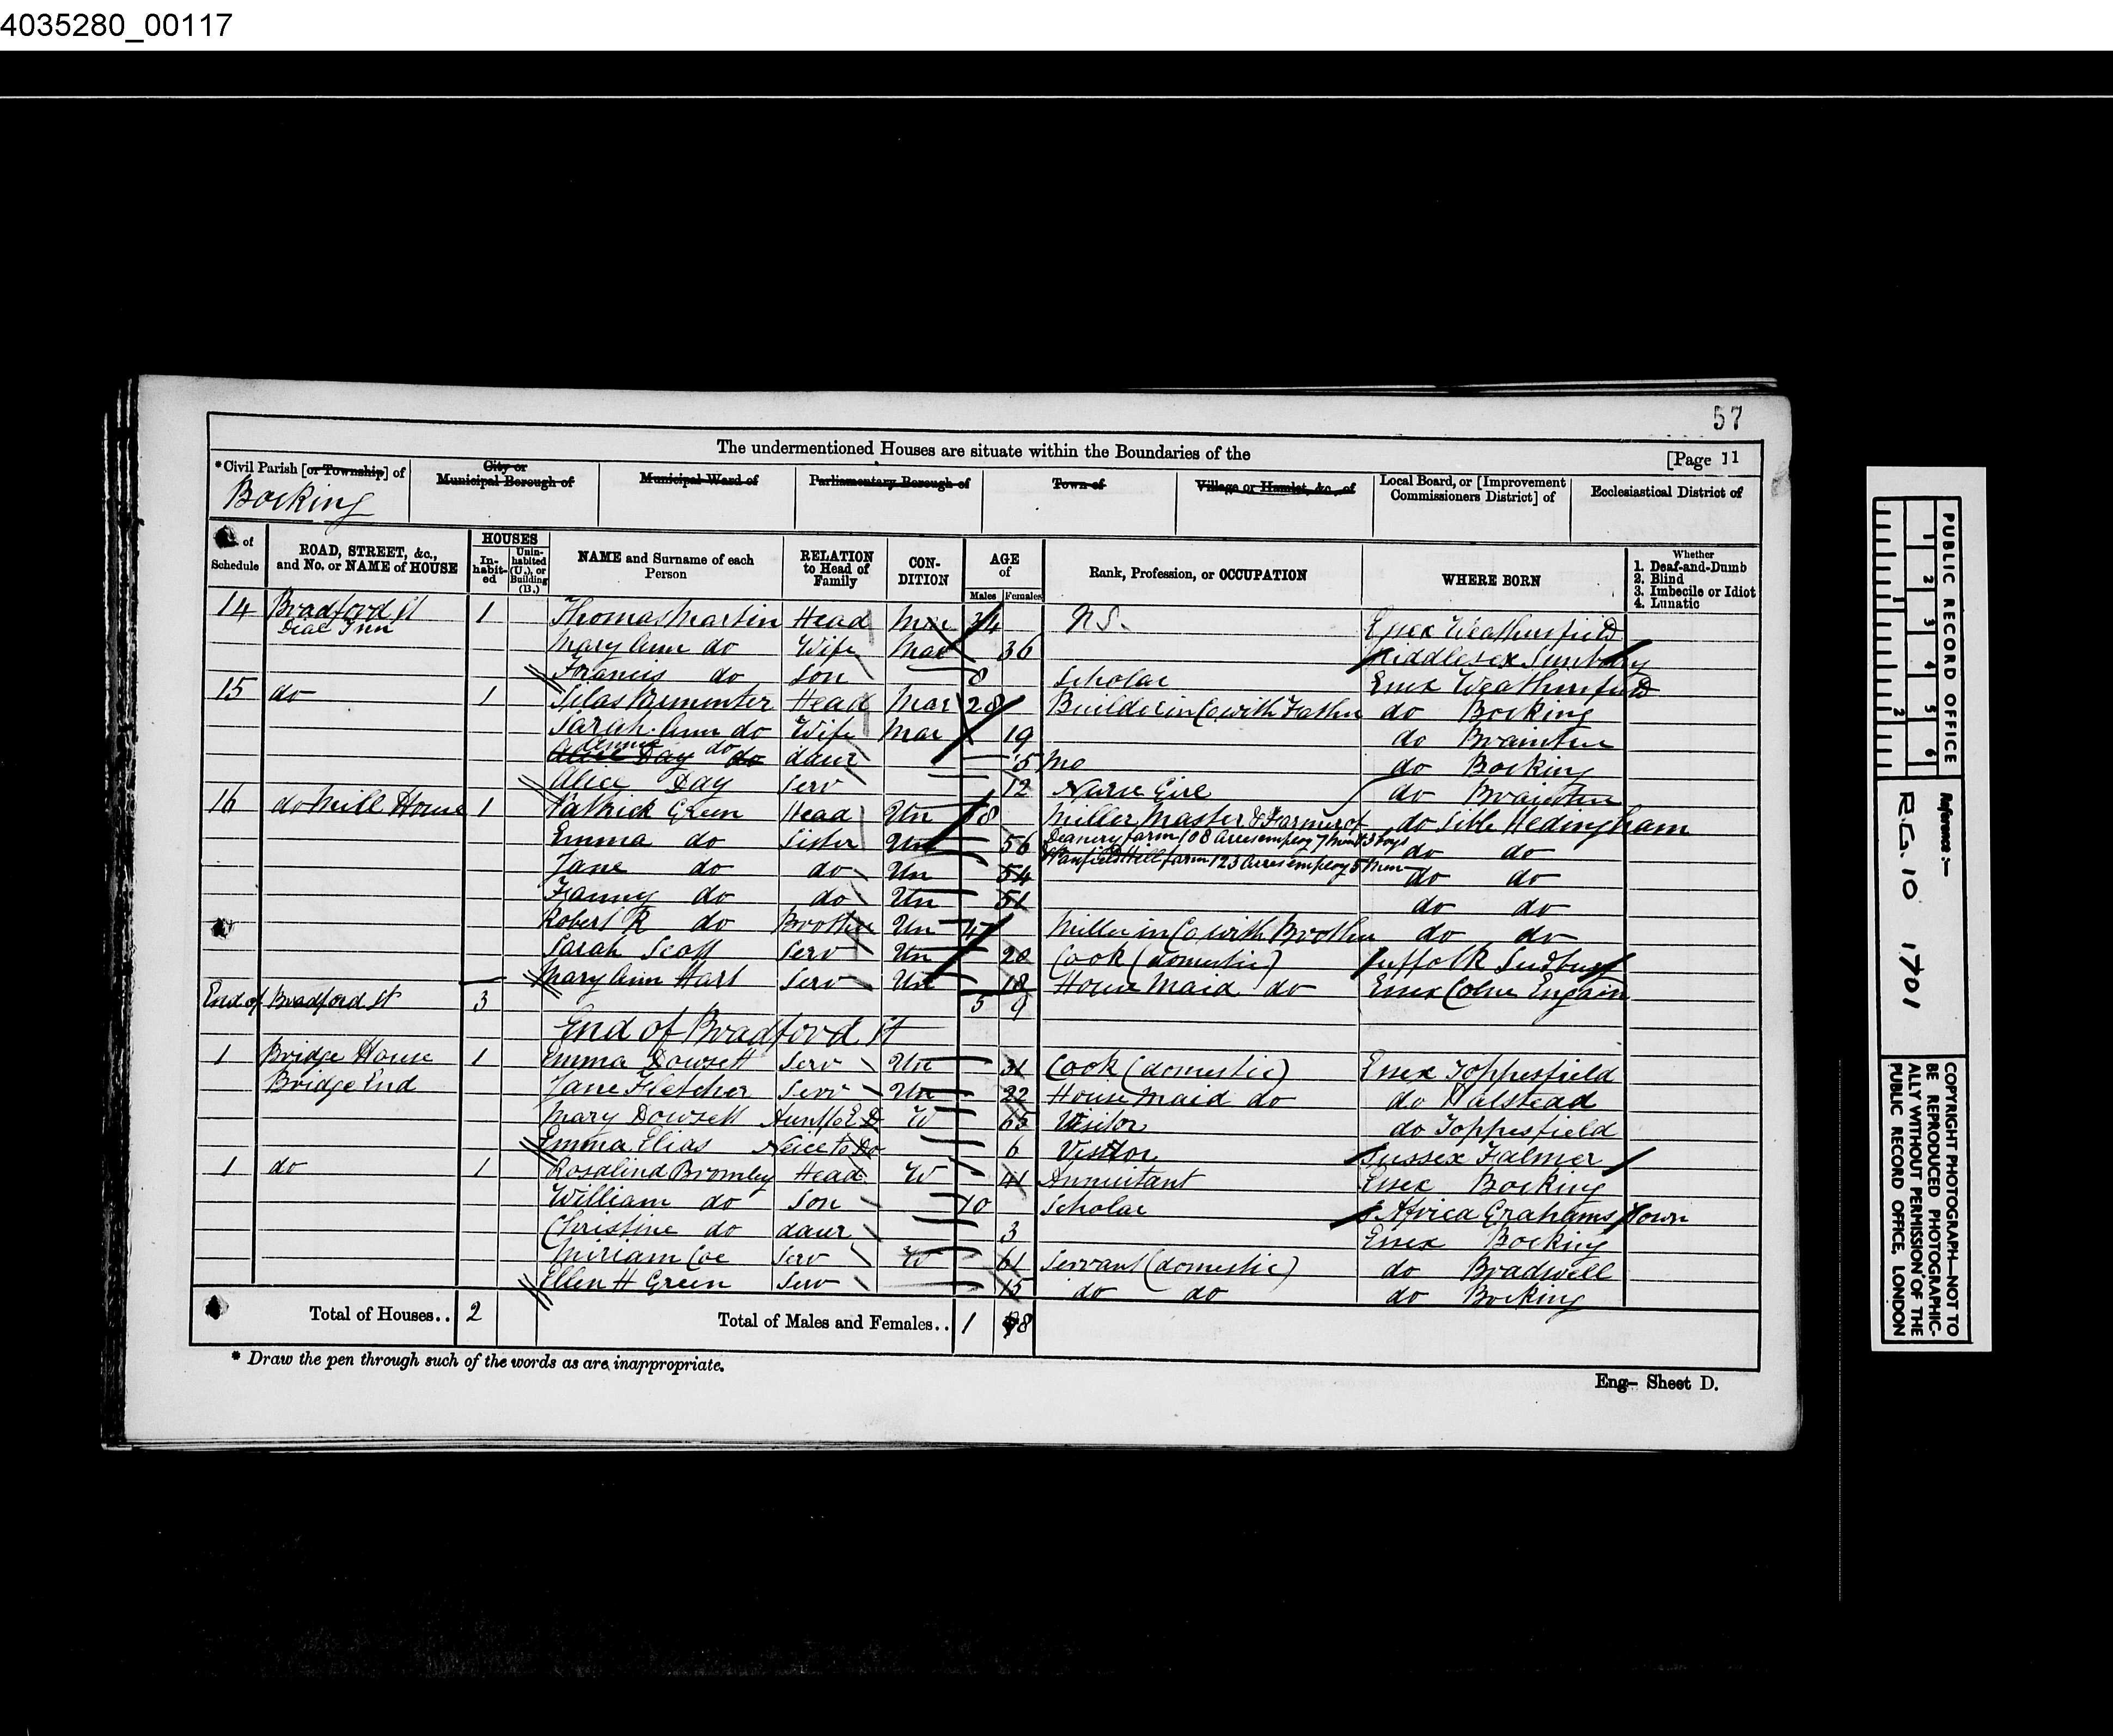 4035280_00117
57
The undermentioned Houses are situate within the Boundaries of the
[Page 11
*Civil Parish [or Township] of City or Municipal Borough of Municipal Ward of Parliamentary Borough of Town of Village or Hamlet, &c., of Local Board, or [Improvement Commissioners District] of Ecclesiastical District of
Bocking
of Schedule ROAD, STREET, &c., and No. or NAME of HOUSE HOUSES Inhabited Uninhabited (U.), or Building (B.) NAME and Surname of each Person RELATION to Head of Family CONDITION AGE of Males Females Rank, Profession, or OCCUPATION WHERE BORN Whether 1. Deaf-and-Dumb 2. Blind 3. Imbecile or Idiot 4. Lunatic
14 Bradford St 1 Thomas Martin Head Mar 34 N.S. Essex Weathersfield
Dial Inn
Mary Ann do Wife Mar 36 Middlesex Sunbury
Francis do Son 8 Scholar Essex Weathersfield
15 do 1 Silas Parmenter Head Mar 28 Builder in Co with Father do Bocking
Sarah Ann do Wife Mar 19 do Braintree
Alice Day do do daur 5 Mo do Bocking
Alice Day Serv 12 Nurse Girl do Braintree
16 do Mill House 1 Patrick Green Head Un 58 Miller Master & Farmer of do Sible Hedingham
Emma do Sister Un 56 Deanery farm 108 acres employ 7 men & 3 boys do do
Jane do do Un 54 Hill farm 123 acres employ 5 Men do do
Fanny do do Un 51 do do
Robert R do Brother Un 47 Miller in Co with Brother do do
Sarah Scott Serv Un 20 Cook (domestic) Suffolk Sudbury
Mary Ann Hart Serv Un 18 House Maid do Essex Colne Engain
End of Bradford St 3 5 9
End of Bradford St
1 Bridge House 1 Emma Dowsett Serv Un 31 Cook (domestic) Essex Toppesfield
Bridge End Jane Fletcher Serv Un 22 House Maid do do Halstead
Mary Dowsett Aunt to E D W 65 Visitor do Toppesfield
Emma Elias Neice to Do 6 Visitor Sussex Falmer
1 do 1 Rosalind Bromley Head W 41 Annuitant Essex Bocking
William do Son 10 Scholar S Africa Grahams Town
Christine do daur 3 Essex Bocking
Miriam Coe Serv W 61 Servant (domestic) do Bradwell
Ellen H Green Serv 15 do do do Bocking
Total of Houses.. 2 Total of Males and Females.. 1 8
* Draw the pen through such of the words as are inappropriate.
Eng- Sheet D.
PUBLIC RECORD OFFICE
1 2 3 4 5 6
1 2
Reference :-
R.G. 10 1701
COPYRIGHT PHOTOGRAPH—NOT TO
BE REPRODUCED PHOTOGRAPHIC-
ALLY WITHOUT PERMISSION OF THE
PUBLIC RECORD OFFICE, LONDON